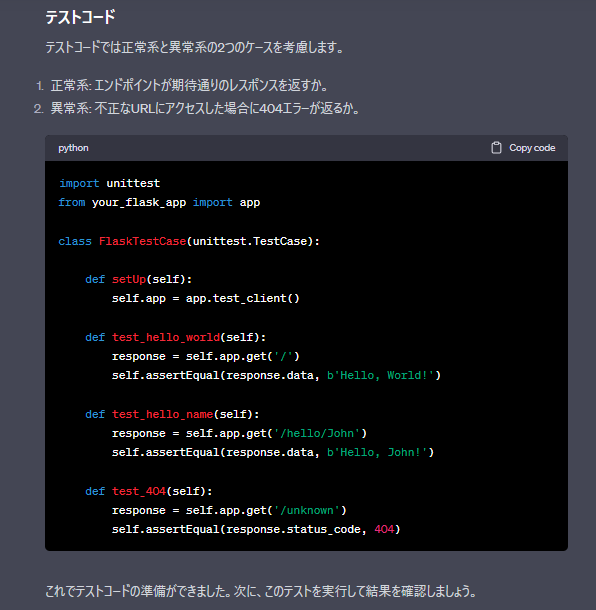 テストコード
テストコードでは正常系と異常系の2つのケースを考慮します。
1. 正常系: エンドポイントが期待通りのレスポンスを返すか。
2. 異常系: 不正なURLにアクセスした場合に404エラーが返るか。
python Copy code
import unittest
from your_flask_app import app
class FlaskTestCase(unittest.TestCase):
    def setUp(self):
        self.app = app.test_client()
    def test_hello_world(self):
        response = self.app.get('/')
        self.assertEqual(response.data, b'Hello, World!')
    def test_hello_name(self):
        response = self.app.get('/hello/John')
        self.assertEqual(response.data, b'Hello, John!')
    def test_404(self):
        response = self.app.get('/unknown')
        self.assertEqual(response.status_code, 404)
これでテストコードの準備ができました。次に、このテストを実行して結果を確認しましょう。